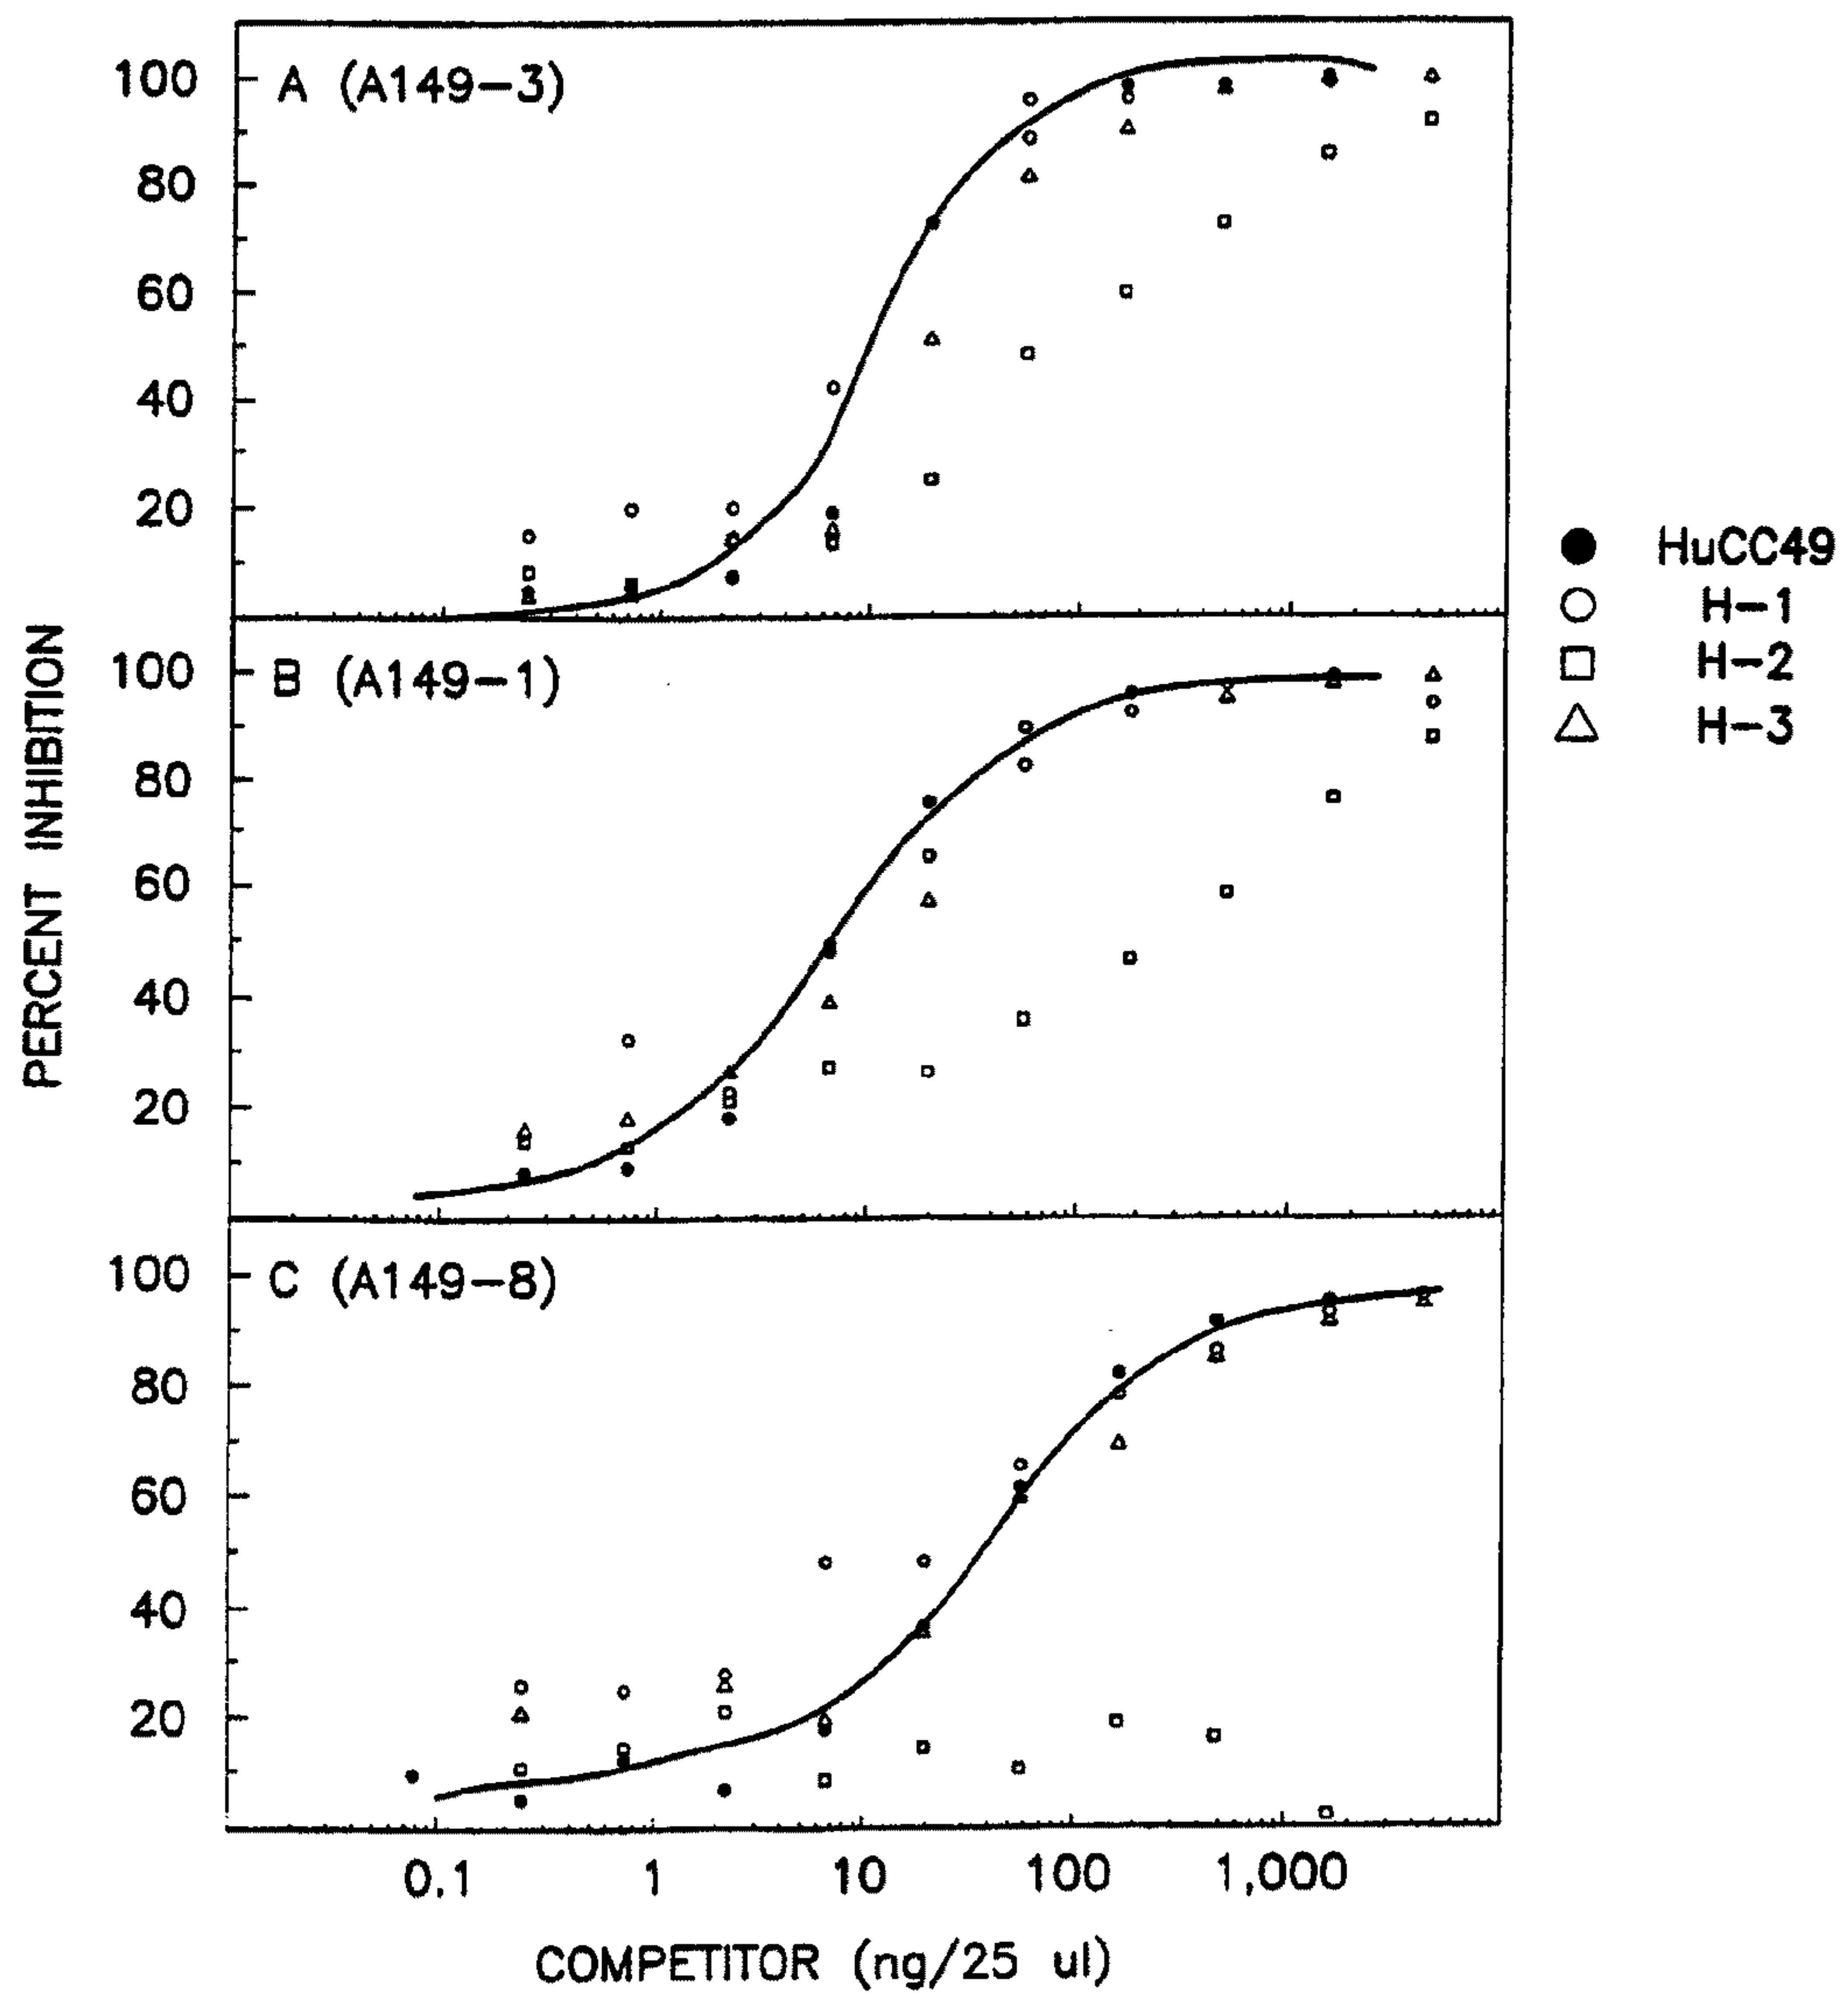 A (A149-3)
100
80
60
40
20
B (A149-1)
100
80
60
40
20
C (A149-8)
100
80
60
40
20
PERCENT INHIBITION
0.1 1 10 100 1,000
COMPETITOR (ng/25 ul)
HuCC49
H-1
H-2
H-3